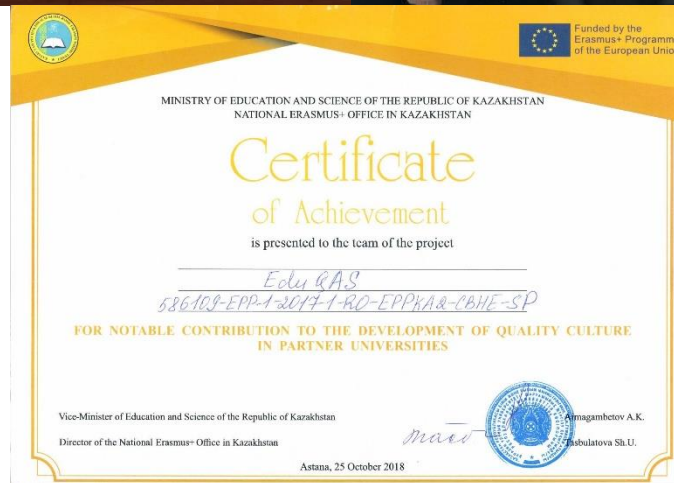 Funded by the
Erasmus+ Programm
of the European Unio
MINISTRY OF EDUCATION AND SCIENCE OF THE REPUBLIC OF KAZAKHSTAN
NATIONAL ERASMUS+ OFFICE IN KAZAKHSTAN
Certificate
of Achievement
is presented to the team of the project
Edu QAS
586109-EPP-1-2017-1-RO-EPPKA2-CBHE-SP
FOR NOTABLE CONTRIBUTION TO THE DEVELOPMENT OF QUALITY CULTURE
IN PARTNER UNIVERSITIES
Vice-Minister of Education and Science of the Republic of Kazakhstan
Armagambetov A.K.
Director of the National Erasmus+ Office in Kazakhstan
Tasbulatova Sh.U.
Astana, 25 October 2018